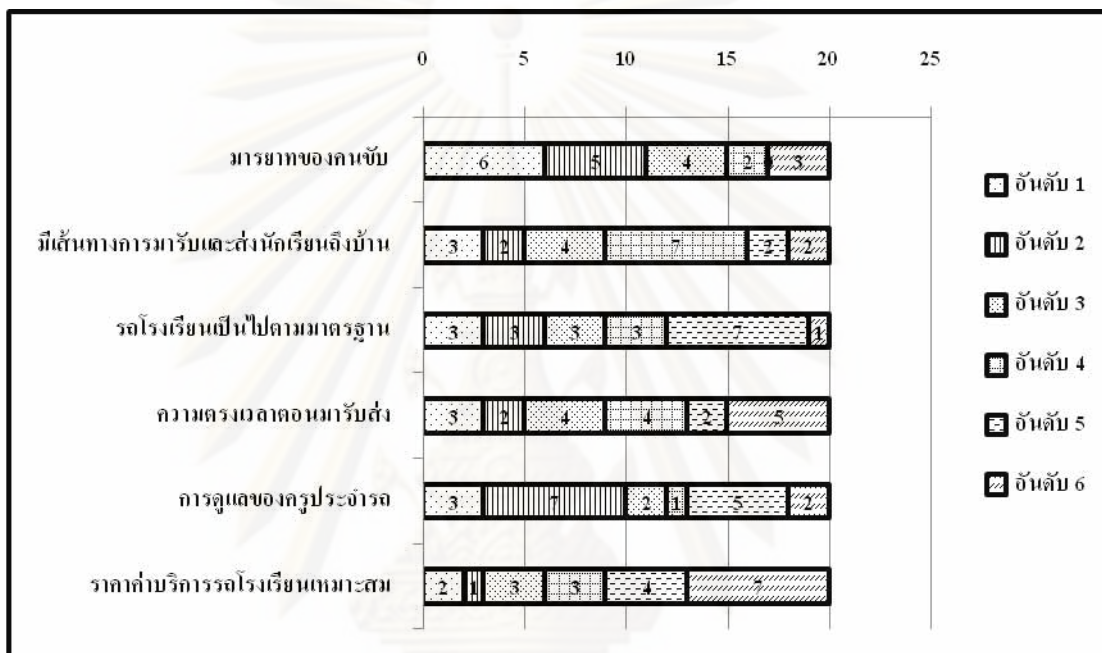 0 5 10 15 20 25
มารยาทของคนขับ 6 5 4 2 3
มีเส้นทางการมารับและส่งนักเรียนถึงบ้าน 3 2 4 7 2 2
รถโรงเรียนเป็นไปตามมาตรฐาน 3 3 3 3 7 1
ความตรงเวลาตอนมารับส่ง 3 2 4 4 2 5
การดูแลของครูประจำรถ 3 7 2 1 5 2
ราคาค่าบริการรถโรงเรียนเหมาะสม 2 1 3 3 4 7
อันดับ 1
อันดับ 2
อันดับ 3
อันดับ 4
อันดับ 5
อันดับ 6